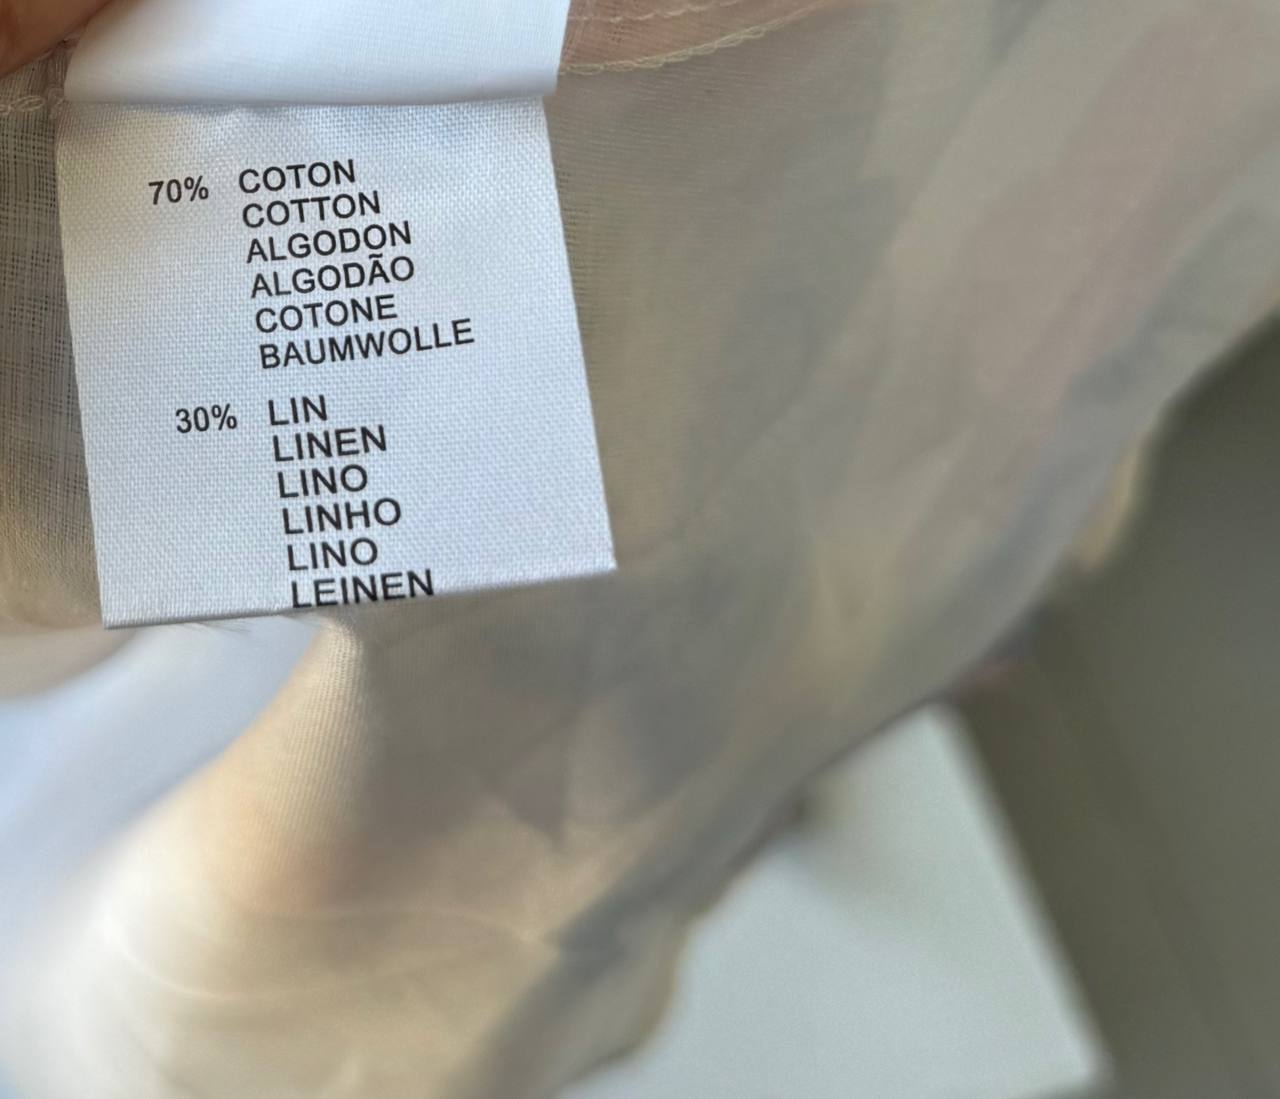 70% COTON
COTTON
ALGODON
ALGODÃO
COTONE
BAUMWOLLE
30% LIN
LINEN
LINO
LINHO
LINO
LEINEN